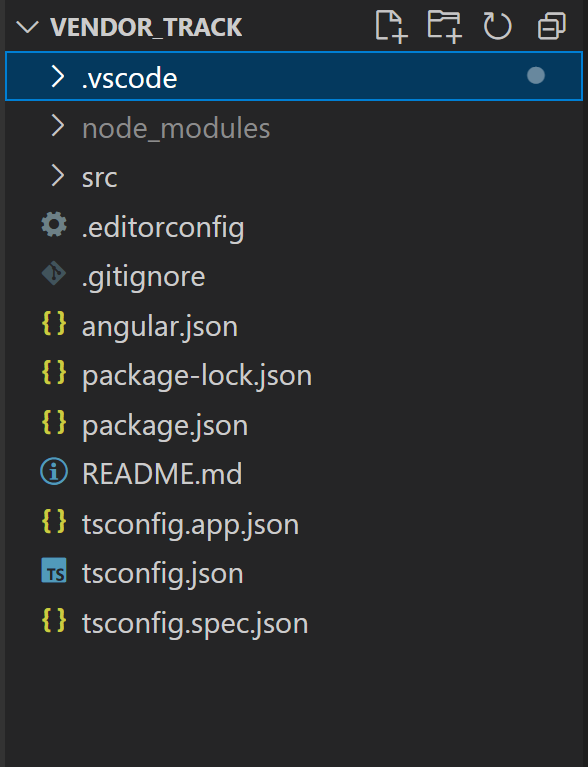 VENDOR_TRACK
.vscode
node_modules
src
.editorconfig
.gitignore
{} angular.json
{} package-lock.json
{} package.json
README.md
{} tsconfig.app.json
TS tsconfig.json
{} tsconfig.spec.json